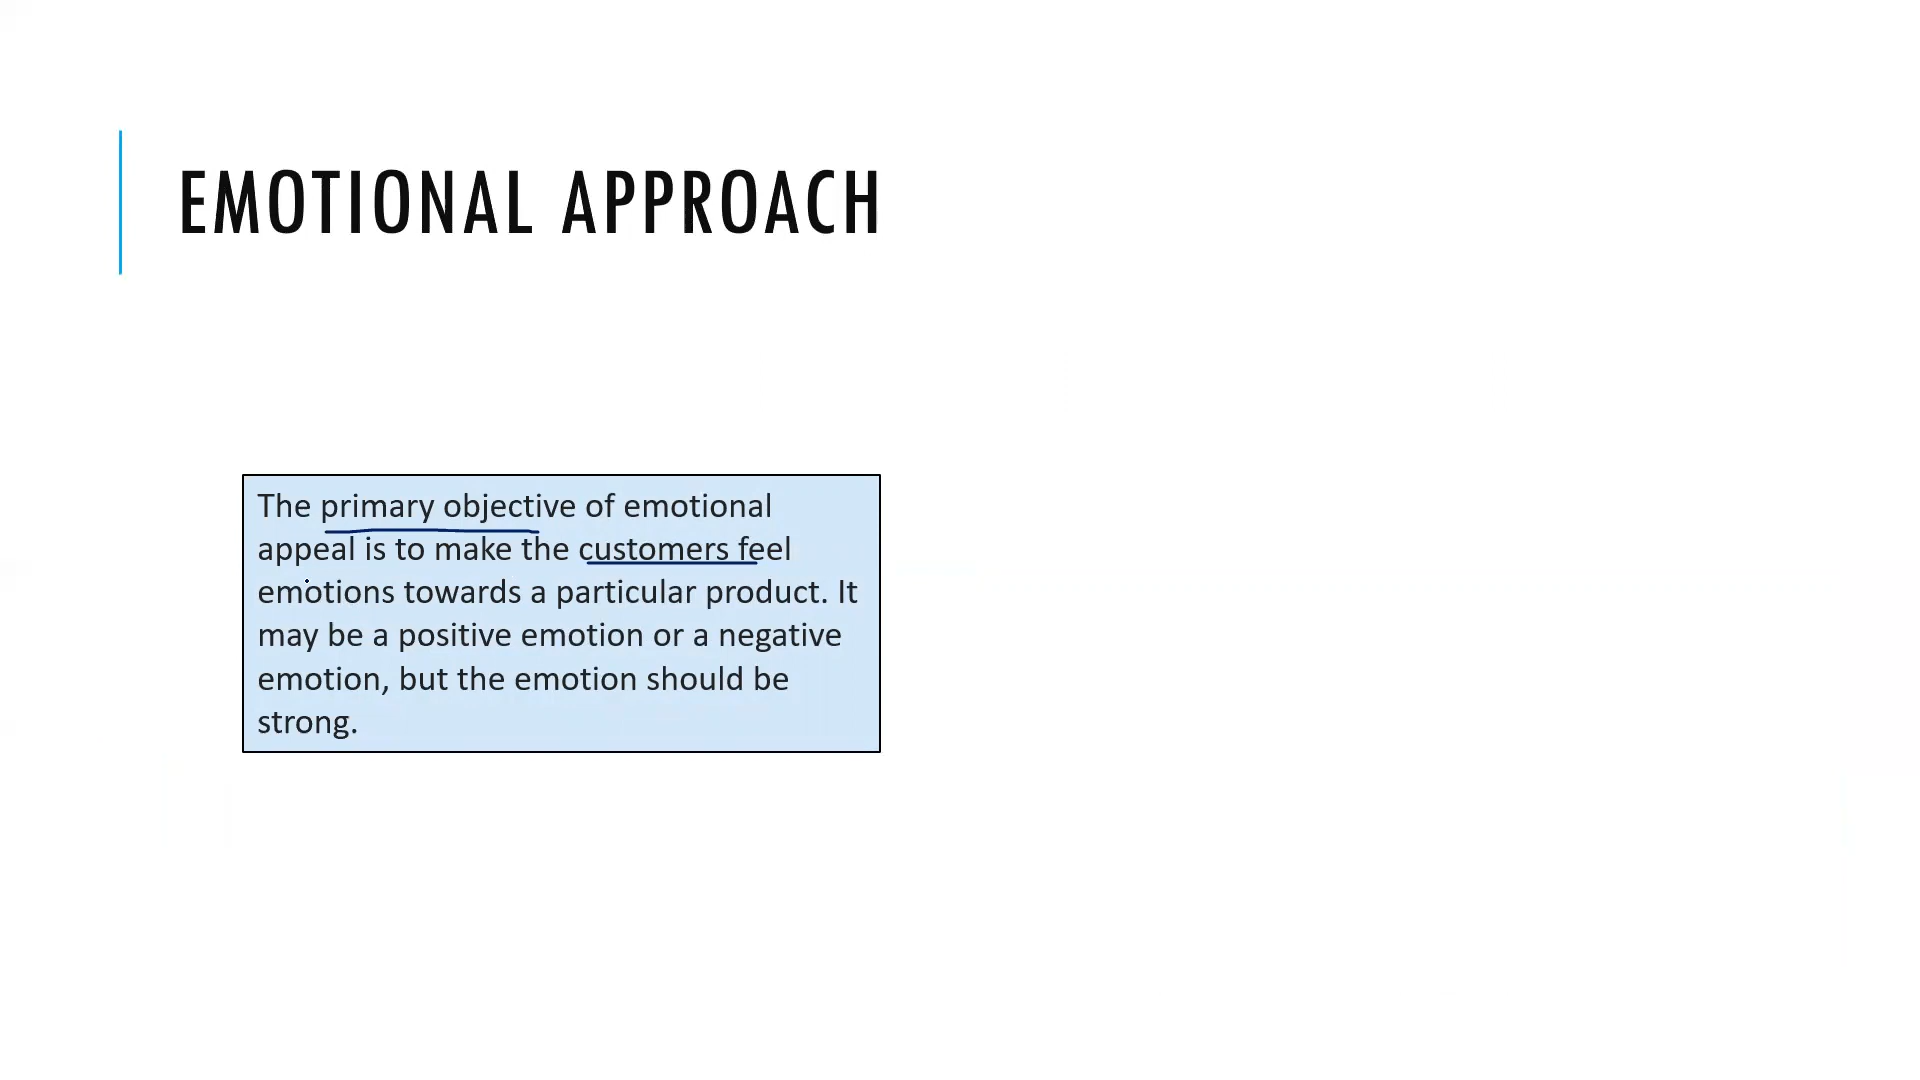 EMOTIONAL APPROACH
The primary objective of emotional
appeal is to make the customers feel
emotions towards a particular product. It
may be a positive emotion or a negative
emotion, but the emotion should be
strong.